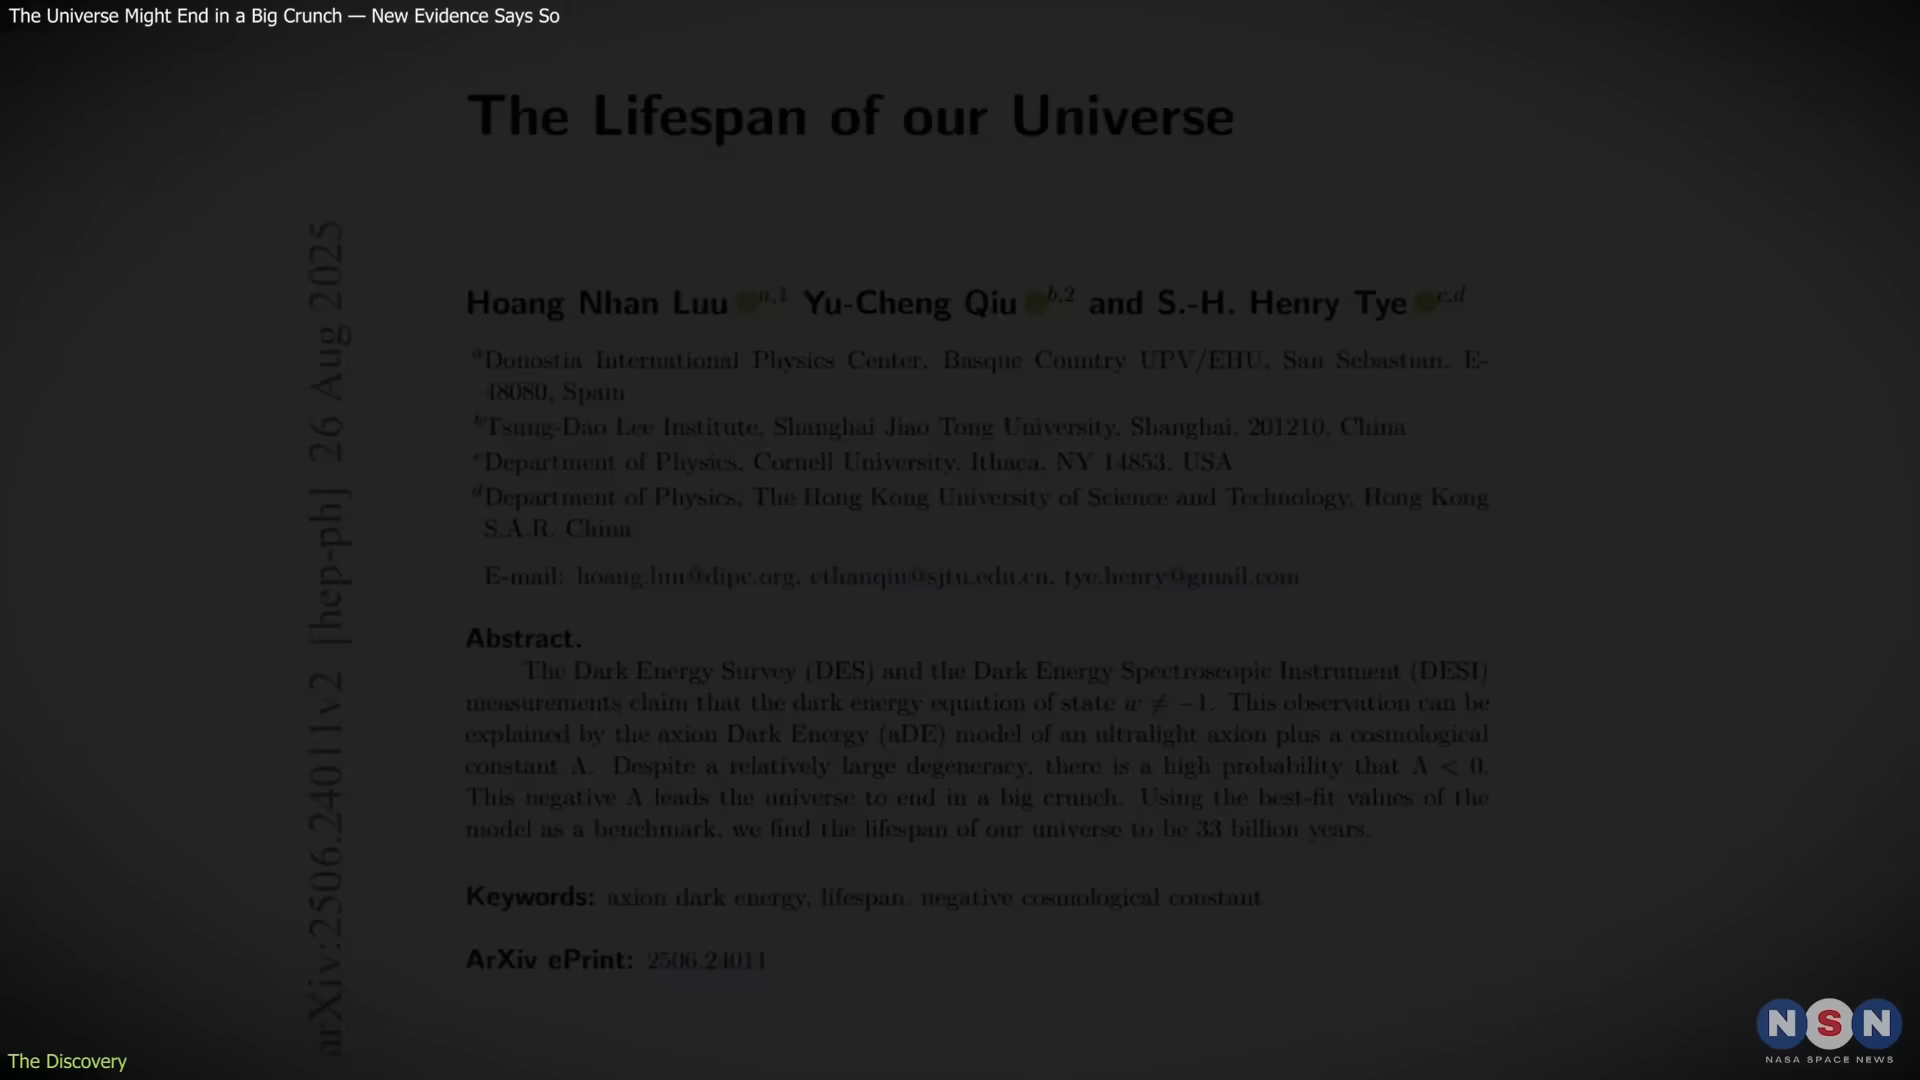 The Universe Might End in a Big Crunch — New Evidence Says So
The Lifespan of our Universe
arXiv:2506.24011v2 [hep-ph] 26 Aug 2025
Hoang Nhan Luu a,1 Yu-Cheng Qiu b,2 and S.-H. Henry Tye c,d
aDonostia International Physics Center, Basque Country UPV/EHU, San Sebastian, E-
48080, Spain
bTsung-Dao Lee Institute, Shanghai Jiao Tong University, Shanghai, 201210, China
cDepartment of Physics, Cornell University, Ithaca, NY 14853, USA
dDepartment of Physics, The Hong Kong University of Science and Technology, Hong Kong
S.A.R. China
E-mail: hoang.luu@dipc.org, ethanqiu@sjtu.edu.cn, tye.henry@gmail.com
Abstract.
The Dark Energy Survey (DES) and the Dark Energy Spectroscopic Instrument (DESI)
measurements claim that the dark energy equation of state w ≠ −1. This observation can be
explained by the axion Dark Energy (aDE) model of an ultralight axion plus a cosmological
constant Λ. Despite a relatively large degeneracy, there is a high probability that Λ < 0.
This negative Λ leads the universe to end in a big crunch. Using the best-fit values of the
model as a benchmark, we find the lifespan of our universe to be 33 billion years.
Keywords: axion dark energy, lifespan, negative cosmological constant
ArXiv ePrint: 2506.24011
The Discovery
NSN
NASA SPACE NEWS